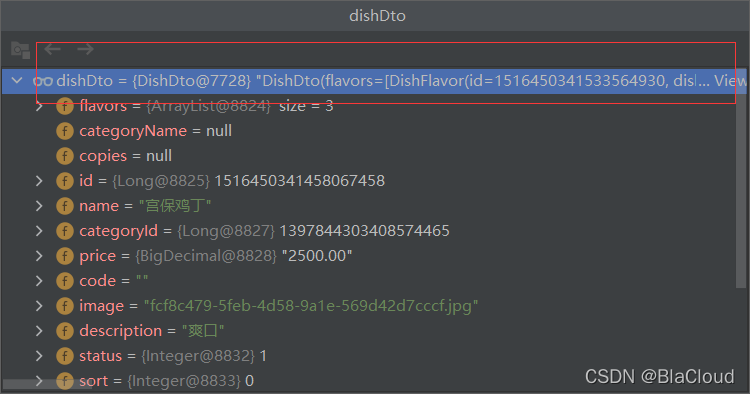 dishDto
dishDto = {DishDto@7728} "DishDto(flavors=[DishFlavor(id=1516450341533564930, disl... View
flavors = {ArrayList@8824} size = 3
categoryName = null
copies = null
id = {Long@8825} 1516450341458067458
name = "宫保鸡丁"
categoryId = {Long@8827} 1397844303408574465
price = {BigDecimal@8828} "2500.00"
code = ""
image = "fcf8c479-5feb-4d58-9a1e-569d42d7cccf.jpg"
description = "爽口"
status = {Integer@8832} 1
sort = {Integer@8833} 0
CSDN @BlaCloud